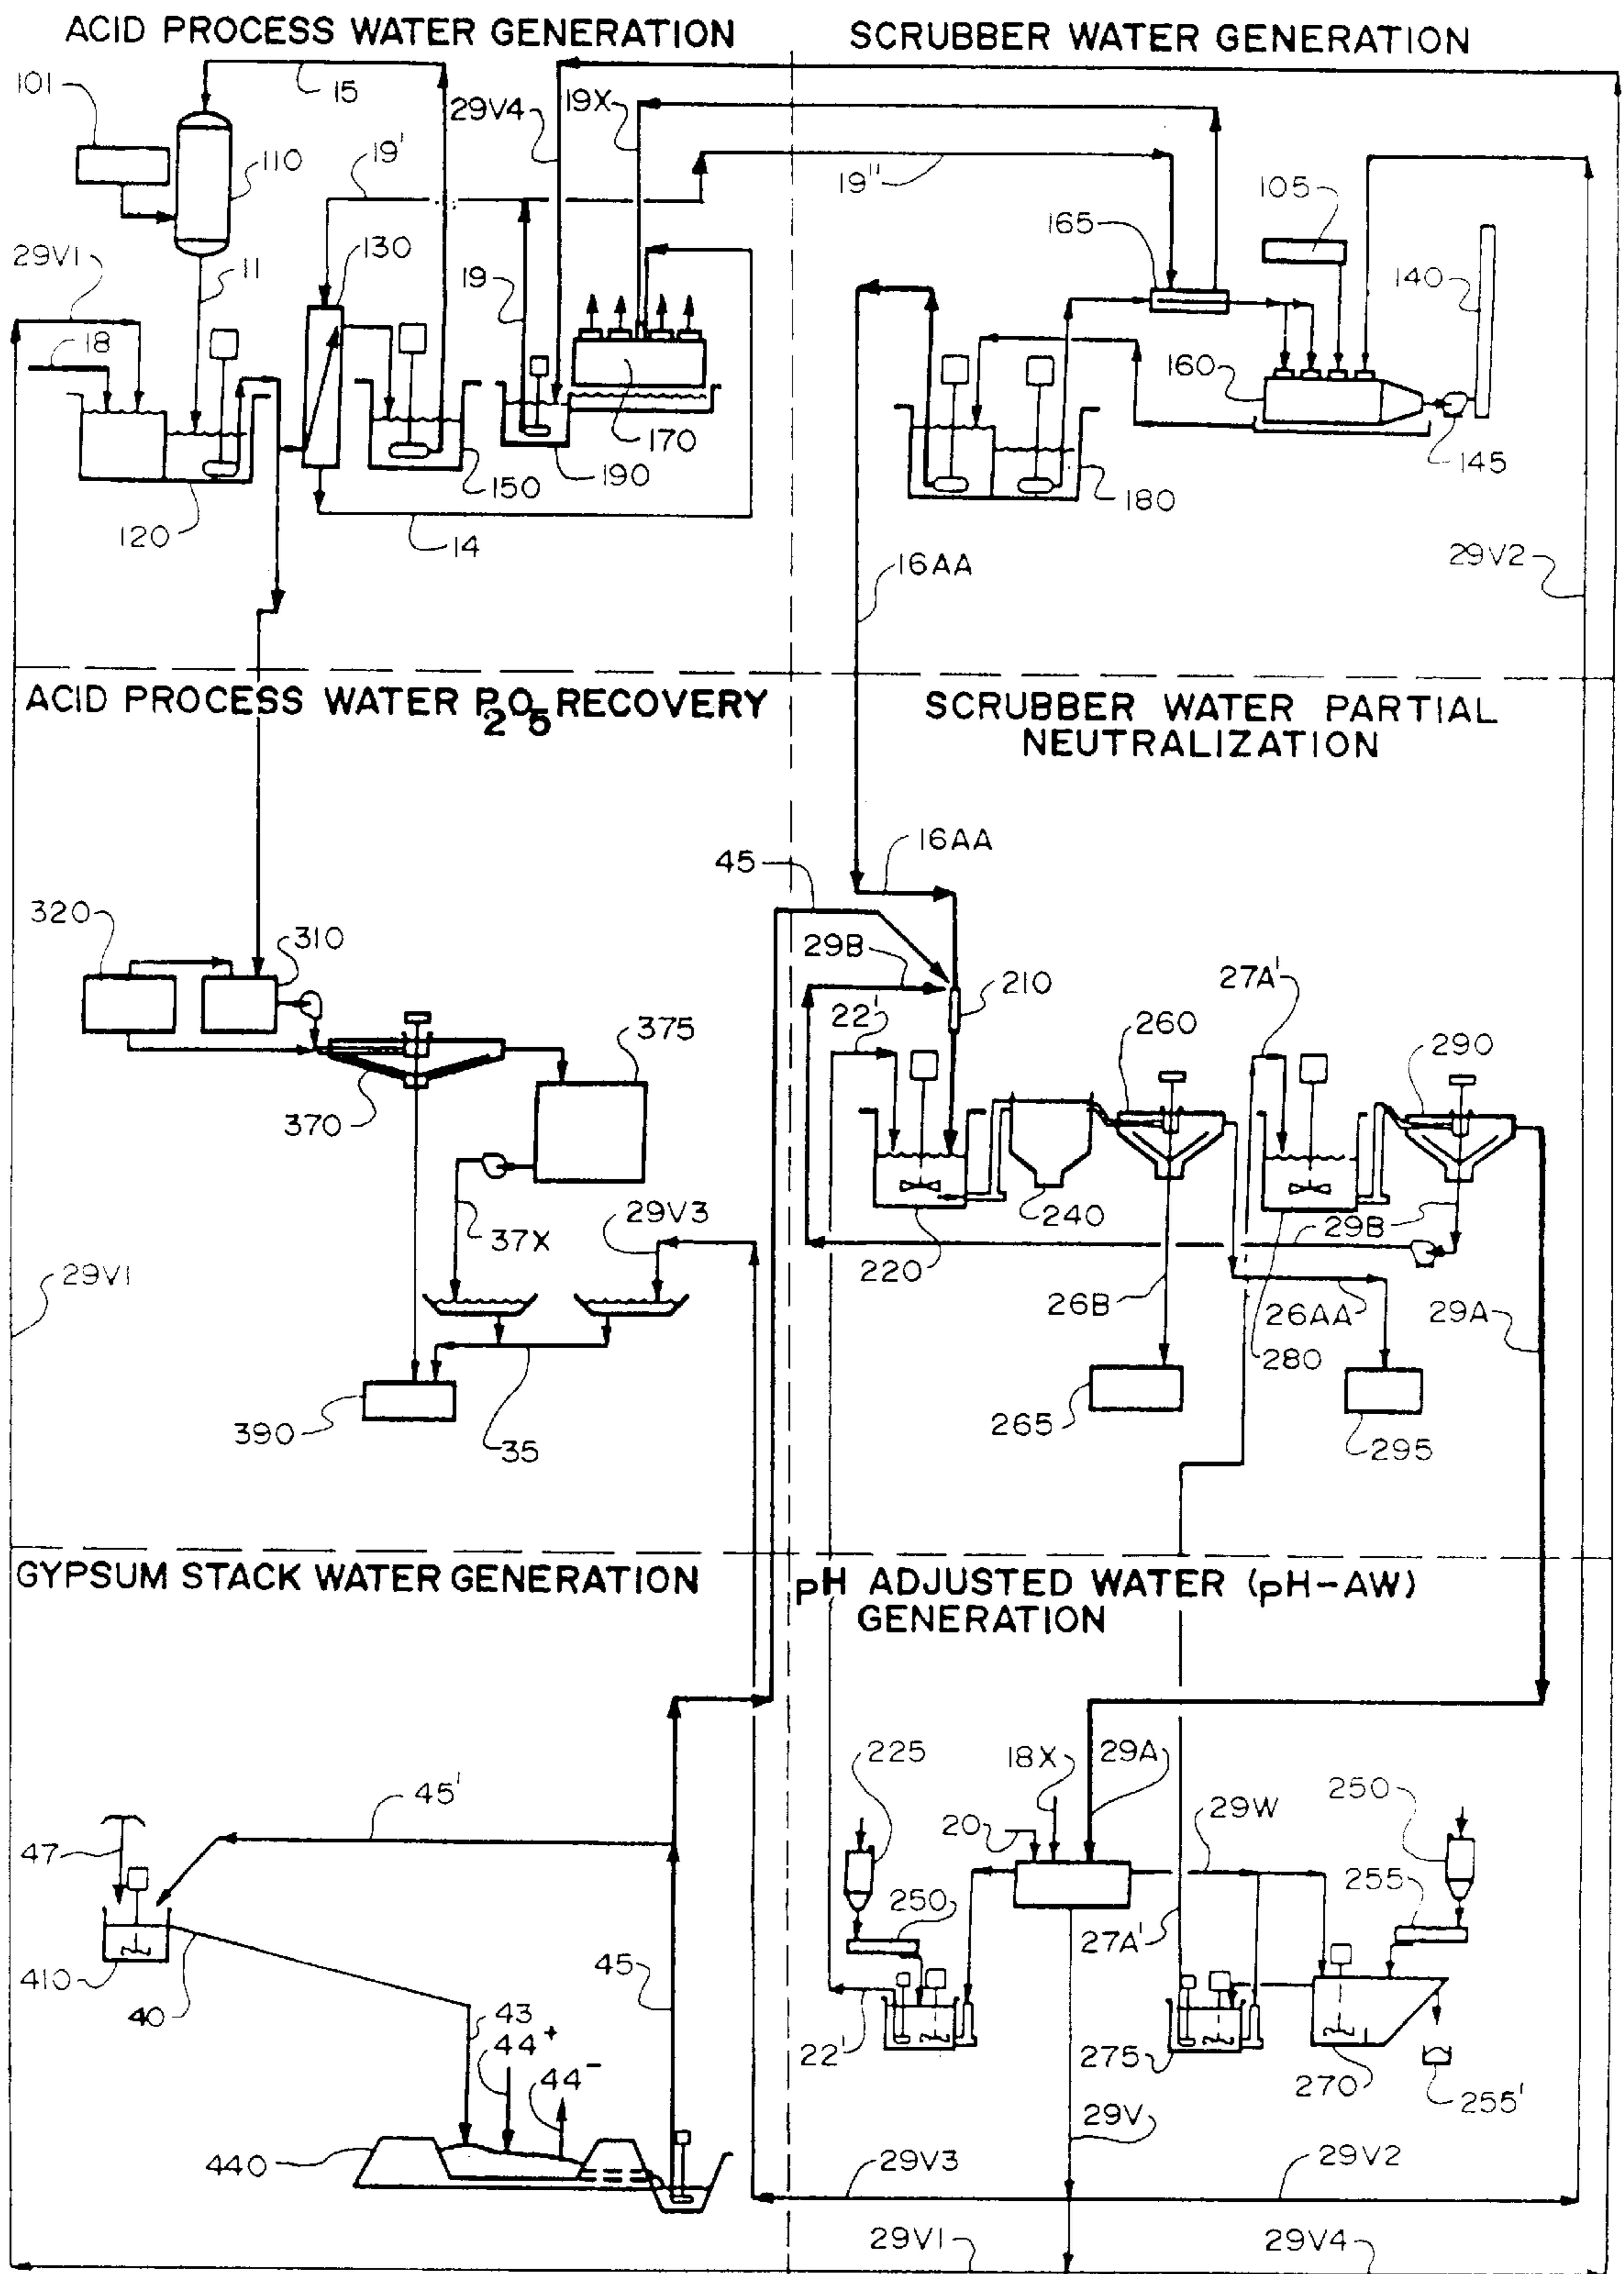 ACID PROCESS WATER GENERATION
SCRUBBER WATER GENERATION
101
15
29V4
19X
110
19'
19"
105
165
29V1
11
130
140
19
18
160
170
145
150
190
180
120
14
16AA
29V2
ACID PROCESS WATER P2O5 RECOVERY
SCRUBBER WATER PARTIAL
NEUTRALIZATION
16AA
45
320
310
29B
27A'
210
22'
260
290
375
370
240
29V3
37X
29B
220
29V1
26B
26AA
29A
280
265
390
35
295
GYPSUM STACK WATER GENERATION
pH ADJUSTED WATER (pH-AW)
GENERATION
225
18X
29A
45'
250
29W
20
47
255
250
27A'
45
410
40
43
22'
275
44+
270
44-
255'
29V
440
29V3
29V2
29V1
29V4